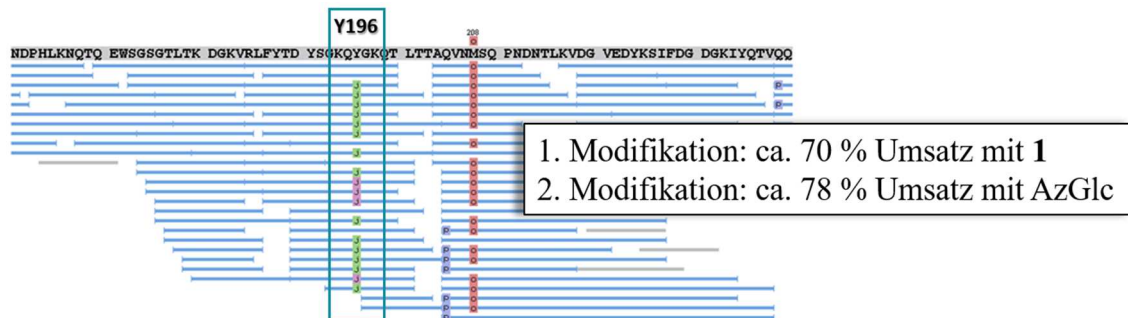 Y196
208
o
NDPHLKNQTQ EWSGSGTLTK DGKVRLFYTD YSGKQYGKQT LTTAQVNMSQ PNDNTLKVDG VEDYKSIFDG DGKIYQTVQQ
1. Modifikation: ca. 70 % Umsatz mit 1
2. Modifikation: ca. 78 % Umsatz mit AzGlc